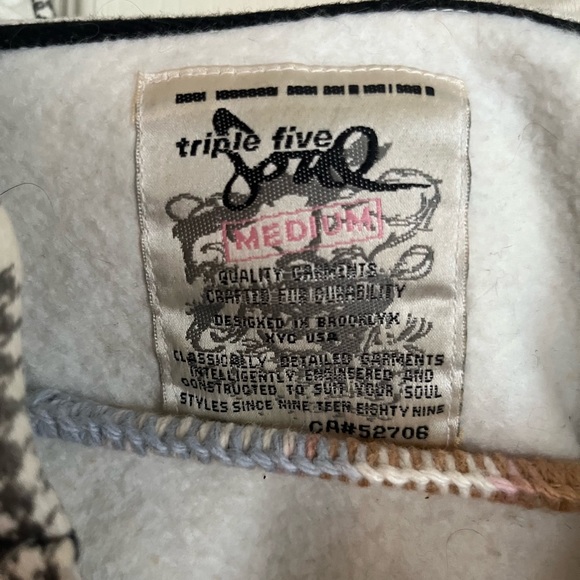 triple five
Soul
MEDIUM
QUALITY GARMENTS
CRAFTED FOR DURABILITY
DESIGNED IN BROOKLYN
NYC USA
CLASSICALLY DETAILED GARMENTS
INTELLIGENTLY ENGINEERED AND
CONSTRUCTED TO SUIT YOUR SOUL
STYLES SINCE NINE TEEN EIGHTY NINE
CA#52706